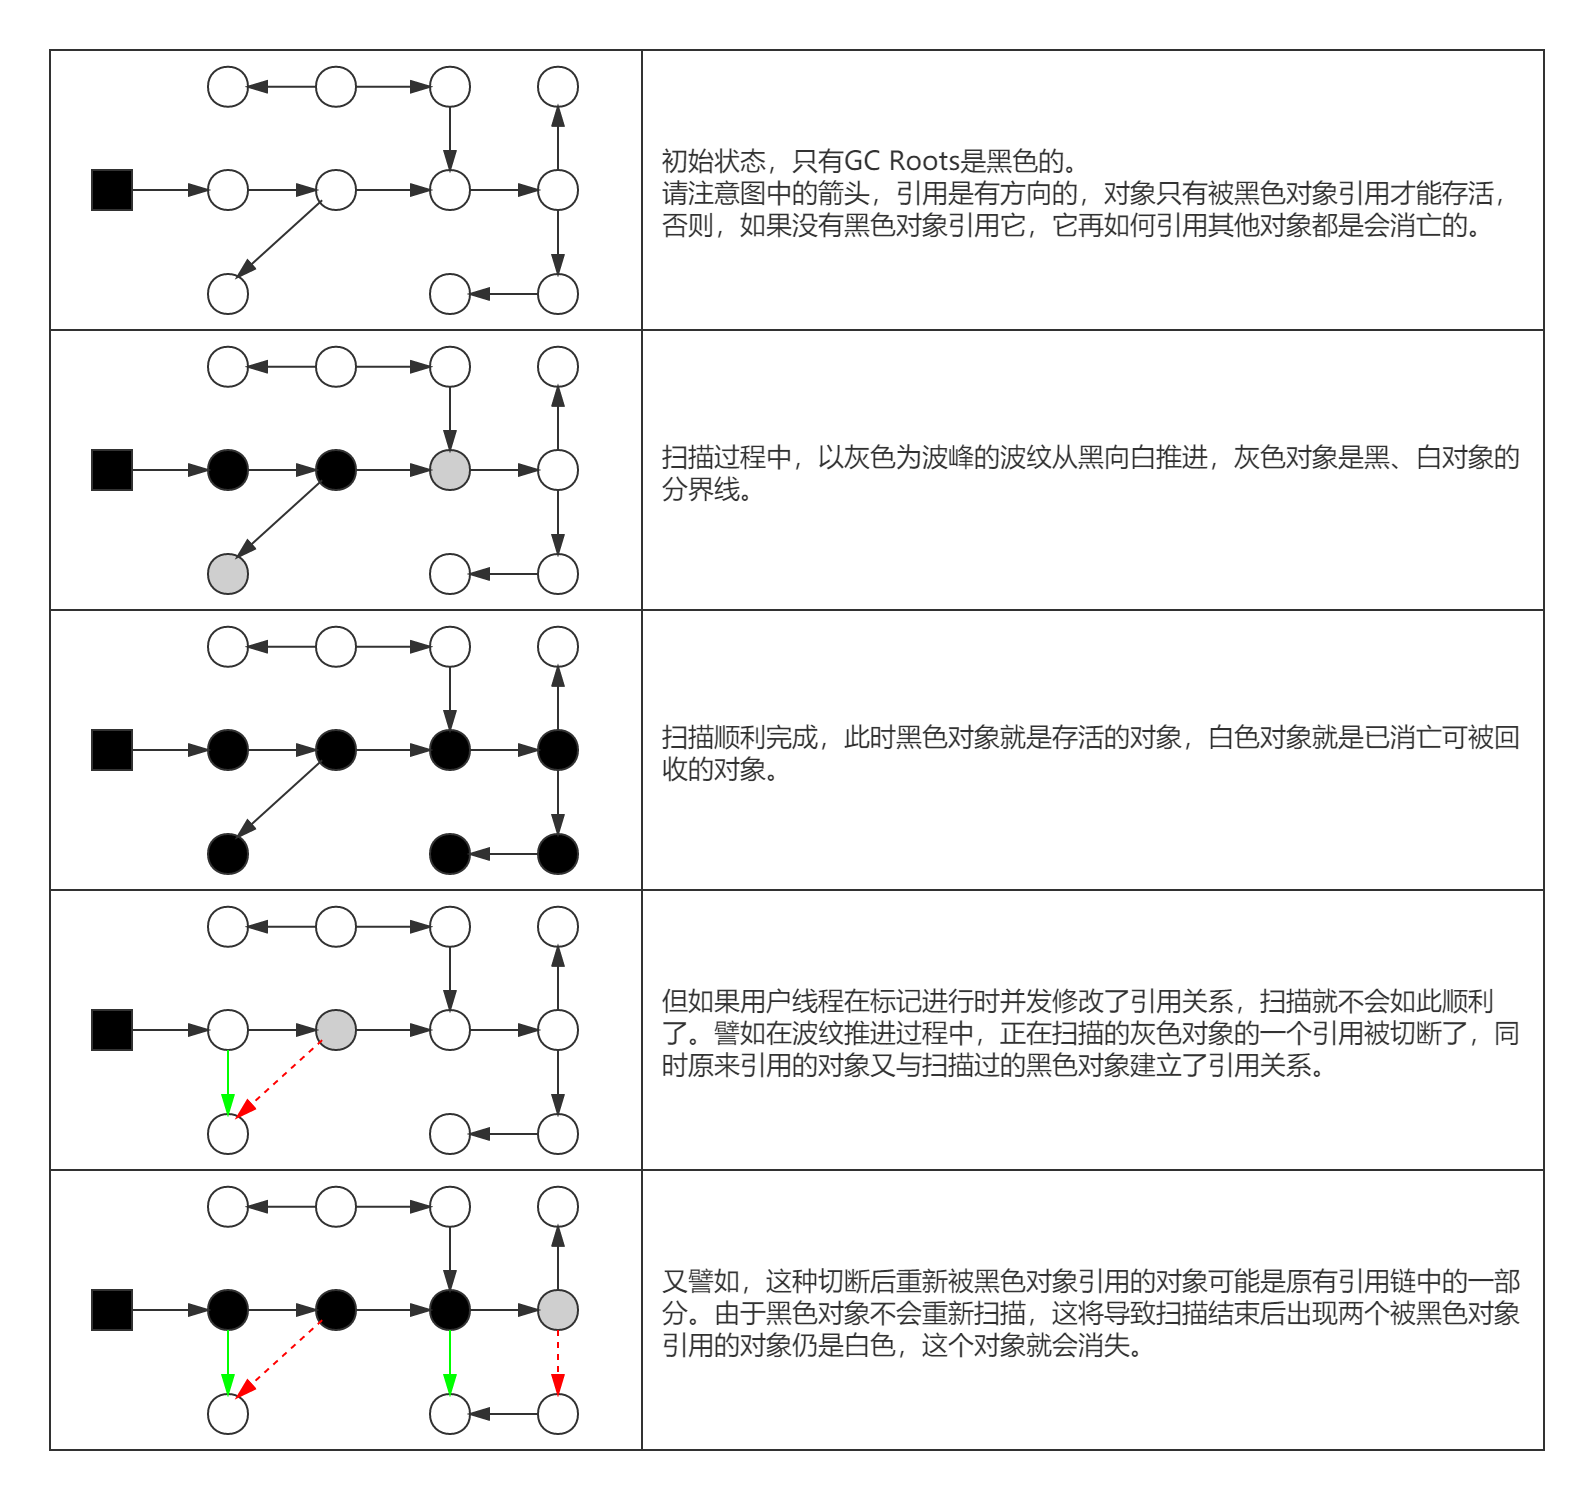 初始状态，只有GC Roots是黑色的。
请注意图中的箭头，引用是有方向的，对象只有被黑色对象引用才能存活，
否则，如果没有黑色对象引用它，它再如何引用其他对象都是会消亡的。
扫描过程中，以灰色为波峰的波纹从黑向白推进，灰色对象是黑、白对象的
分界线。
扫描顺利完成，此时黑色对象就是存活的对象，白色对象就是已消亡可被回
收的对象。
但如果用户线程在标记进行时并发修改了引用关系，扫描就不会如此顺利
了。譬如在波纹推进过程中，正在扫描的灰色对象的一个引用被切断了，同
时原来引用的对象又与扫描过的黑色对象建立了引用关系。
又譬如，这种切断后重新被黑色对象引用的对象可能是原有引用链中的一部
分。由于黑色对象不会重新扫描，这将导致扫描结束后出现两个被黑色对象
引用的对象仍是白色，这个对象就会消失。